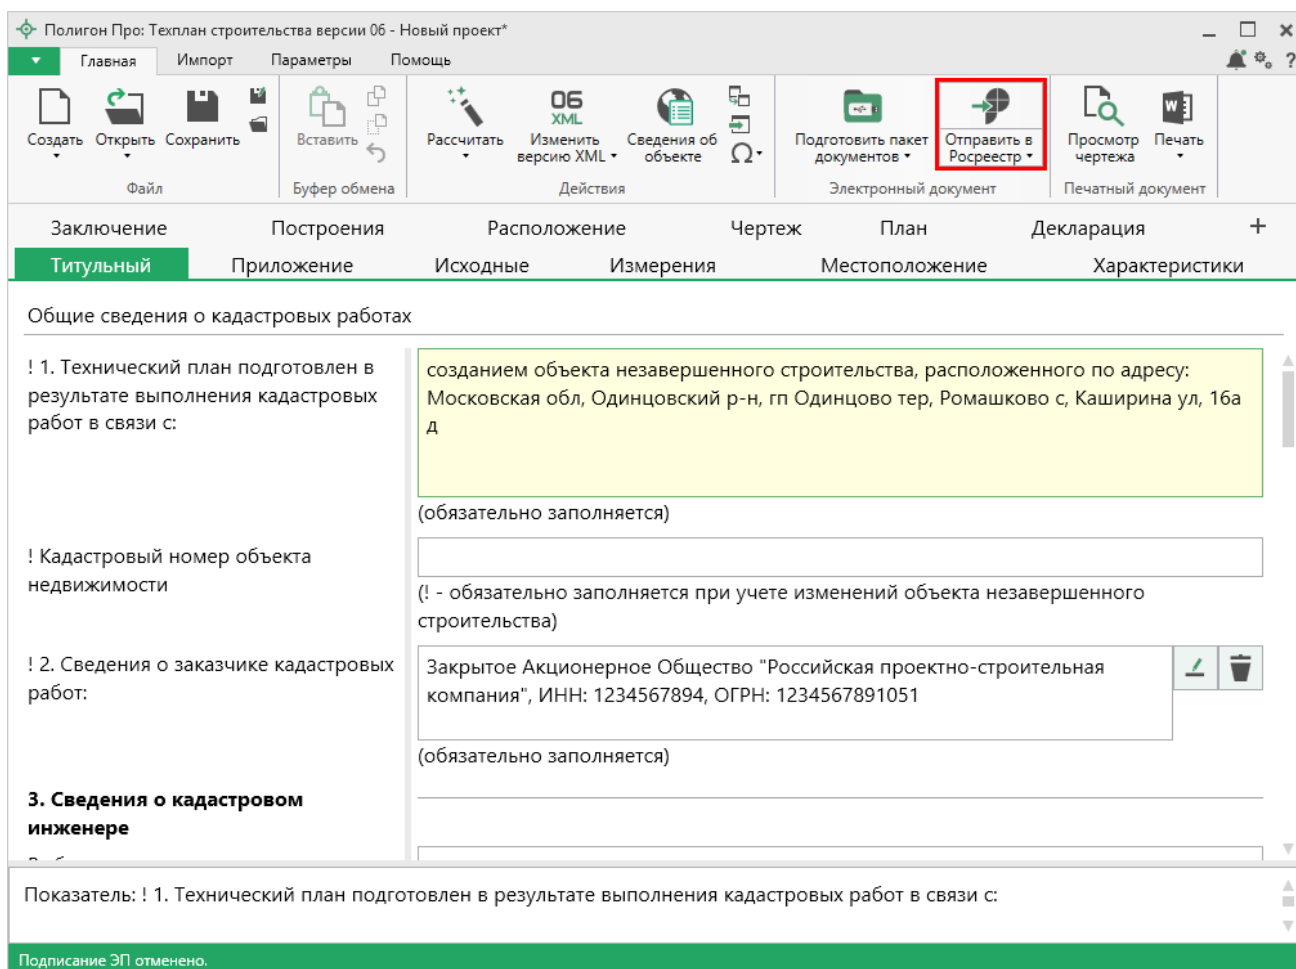 Полигон Про: Техплан строительства версии 06 - Новый проект*
Главная Импорт Параметры Помощь
?
Создать Открыть Сохранить
Файл
Вставить
Буфер обмена
Рассчитать
06
XML
Изменить
версию XML
Сведения об
объекте
Действия
Подготовить пакет
документов
Отправить в
Росреестр
Электронный документ
Просмотр
чертежа
Печать
Печатный документ
Заключение Построения Расположение Чертеж План Декларация +
Титульный Приложение Исходные Измерения Местоположение Характеристики
Общие сведения о кадастровых работах
! 1. Технический план подготовлен в
результате выполнения кадастровых
работ в связи с:
созданием объекта незавершенного строительства, расположенного по адресу:
Московская обл, Одинцовский р-н, гп Одинцово тер, Ромашково с, Каширина ул, 16а
д
(обязательно заполняется)
! Кадастровый номер объекта
недвижимости
(! - обязательно заполняется при учете изменений объекта незавершенного
строительства)
! 2. Сведения о заказчике кадастровых
работ:
Закрытое Акционерное Общество "Российская проектно-строительная
компания", ИНН: 1234567894, ОГРН: 1234567891051
(обязательно заполняется)
3. Сведения о кадастровом
инженере
Показатель: ! 1. Технический план подготовлен в результате выполнения кадастровых работ в связи с:
Подписание ЭП отменено.